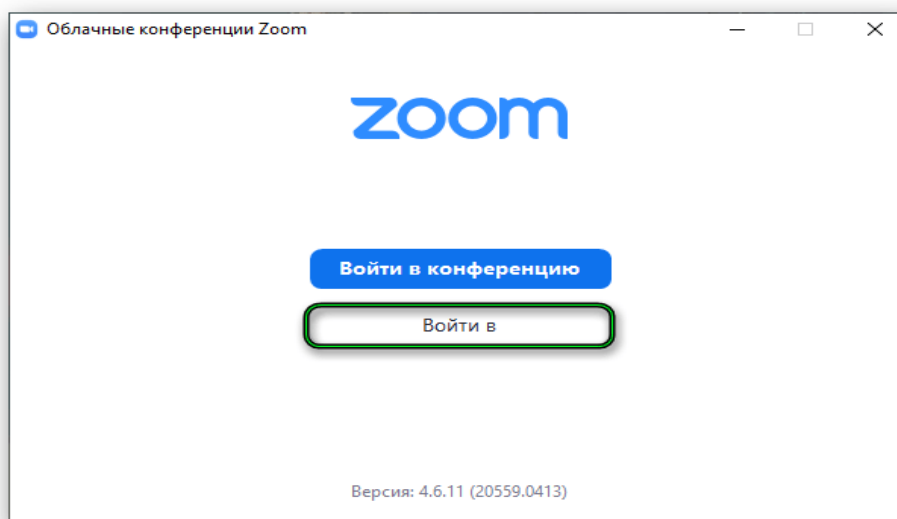 Облачные конференции Zoom
zoom
Войти в конференцию
Войти в
Версия: 4.6.11 (20559.0413)